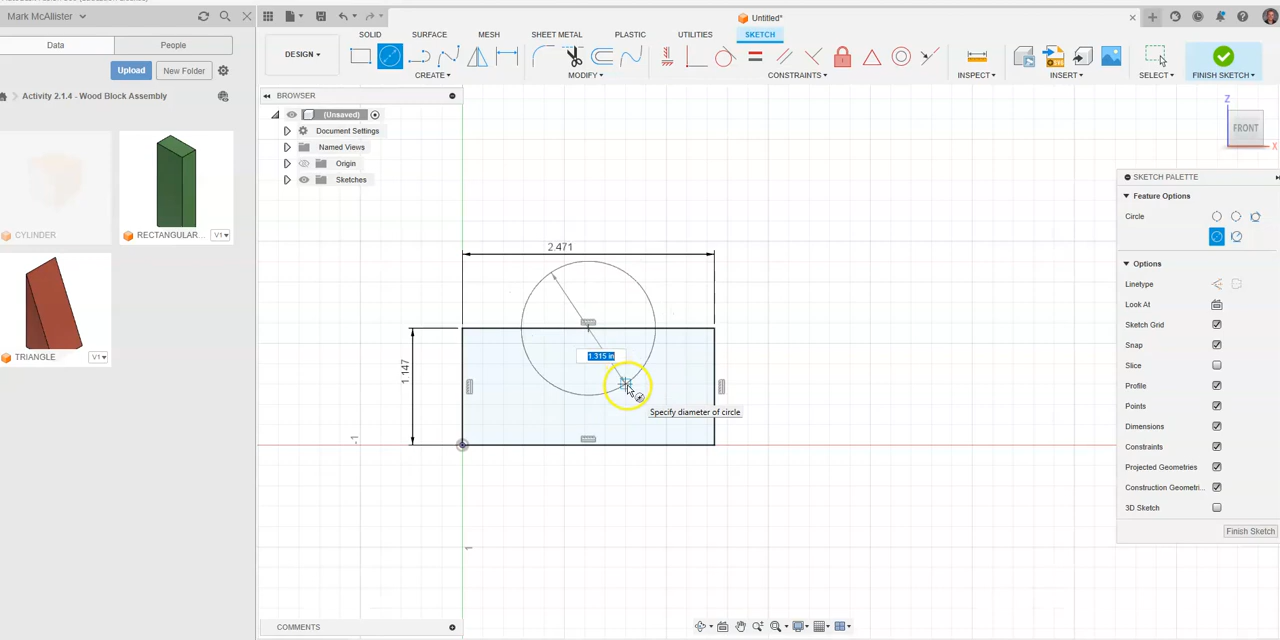 Mark McAllister
Untitled*
Data
People
SOLID
SURFACE
MESH
SHEET METAL
PLASTIC
UTILITIES
SKETCH
DESIGN
CREATE
MODIFY
CONSTRAINTS
INSPECT
INSERT
SELECT
FINISH SKETCH
Upload
New Folder
Activity 2.1.4 - Wood Block Assembly
BROWSER
(Unsaved)
Document Settings
Named Views
Origin
Sketches
CYLINDER
RECTANGULAR...
V1
TRIANGLE
V1
Z
FRONT
X
SKETCH PALETTE
Feature Options
Circle
Options
Linetype
Look At
Sketch Grid
Snap
Slice
Profile
Points
Dimensions
Constraints
Projected Geometries
Construction Geometri...
3D Sketch
Finish Sketch
2.471
1.147
1.315 in
Specify diameter of circle
-1
1
COMMENTS